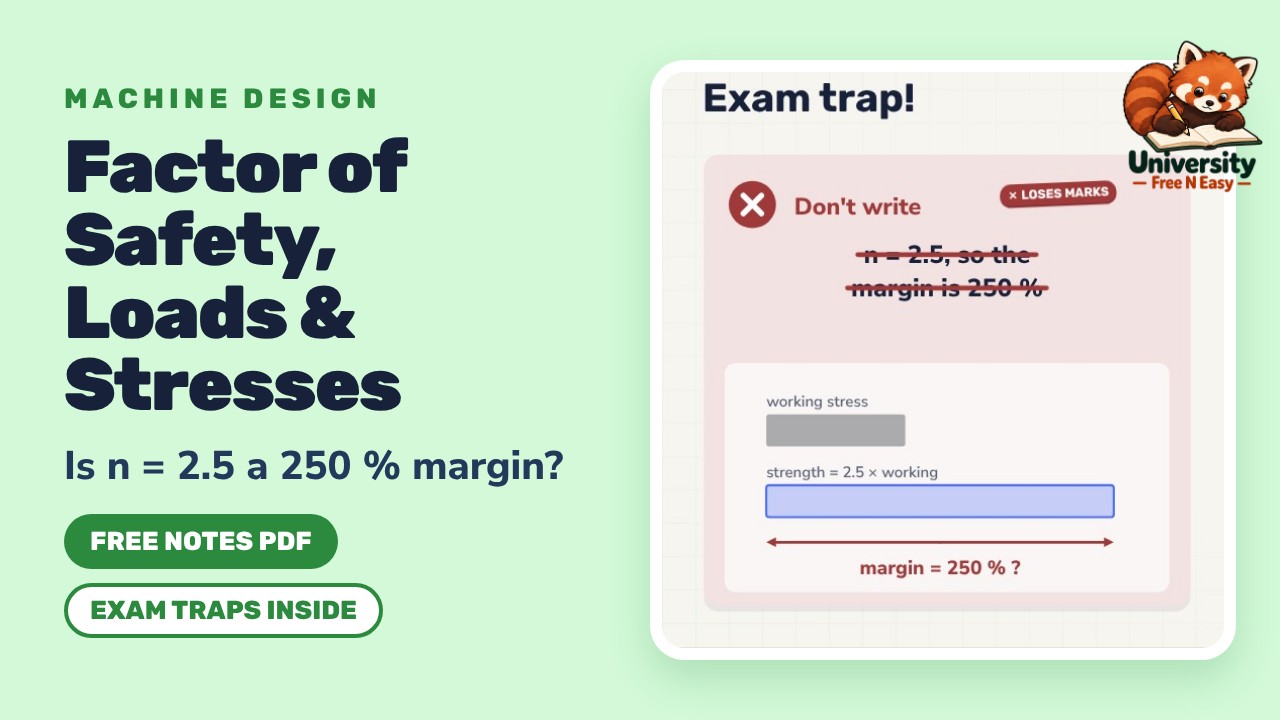 MACHINE DESIGN
Factor of
Safety,
Loads &
Stresses
Is n = 2.5 a 250 % margin?
FREE NOTES PDF
EXAM TRAPS INSIDE
Exam trap!
Don't write
× LOSES MARKS
n = 2.5, so the
margin is 250 %
working stress
strength = 2.5 × working
margin = 250 % ?
University
Free N Easy